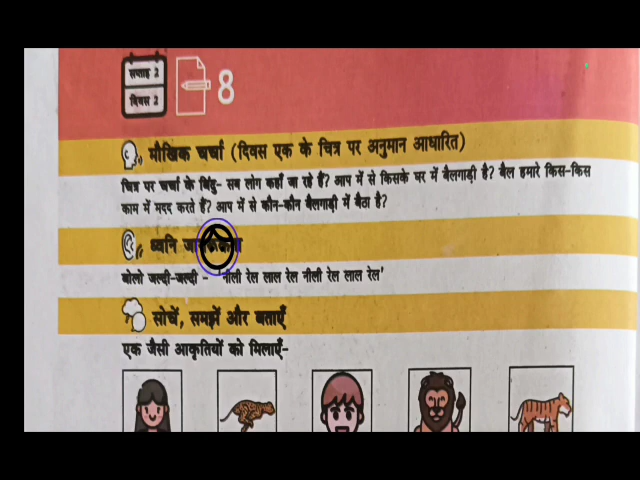 सप्ताह 2
दिवस 2
8
मौखिक चर्चा (दिवस एक के चित्र पर अनुमान आधारित)
चित्र पर चर्चा के बिंदु- सब लोग कहाँ जा रहे हैं? आप में से किसके घर में बैलगाड़ी है? बैल हमारे किस-किस
काम में मदद करते हैं? आप में से कौन-कौन बैलगाड़ी में बैठा है?
ध्वनि
बोलो जल्दी-जल्दी - 'नीली रेल लाल रेल नीली रेल लाल रेल'
सोचें, समझें और बताएँ
एक जैसी आकृतियों को मिलाएँ-